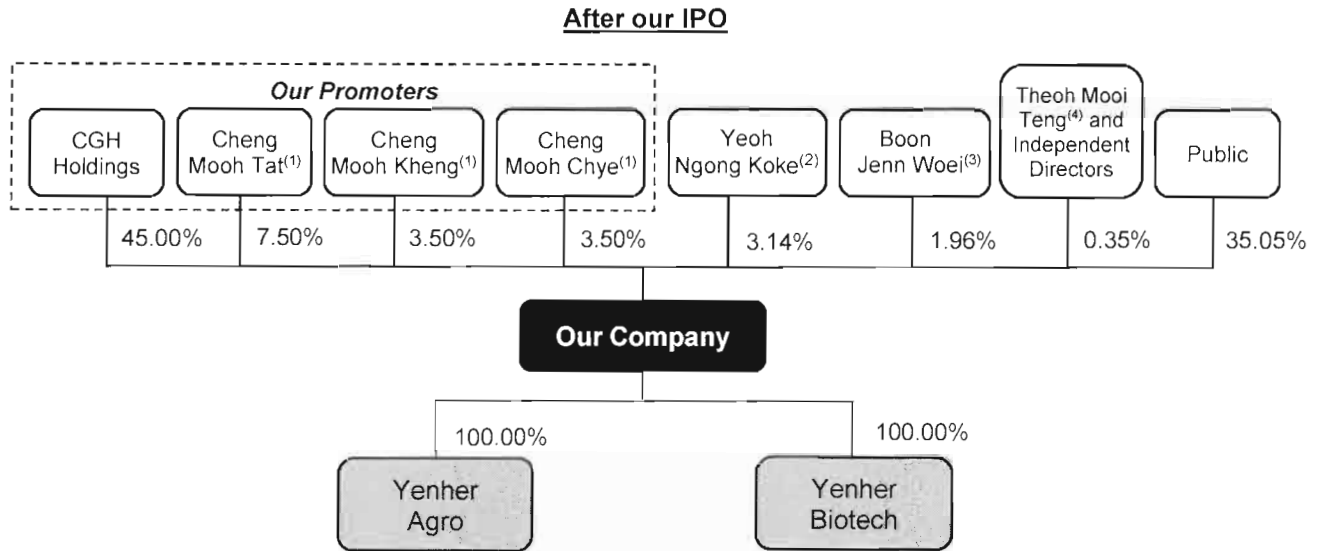 After our IPO
Our Promoters
CGH
Holdings
Cheng
Mooh Tat(1)
Cheng
Mooh Kheng(1)
Cheng
Mooh Chye(1)
Yeoh
Ngong Koke(2)
Boon
Jenn Woei(3)
Theoh Mooi
Teng(4) and
Independent
Directors
Public
45.00%
7.50%
3.50%
3.50%
3.14%
1.96%
0.35%
35.05%
Our Company
100.00%
100.00%
Yenher
Agro
Yenher
Biotech